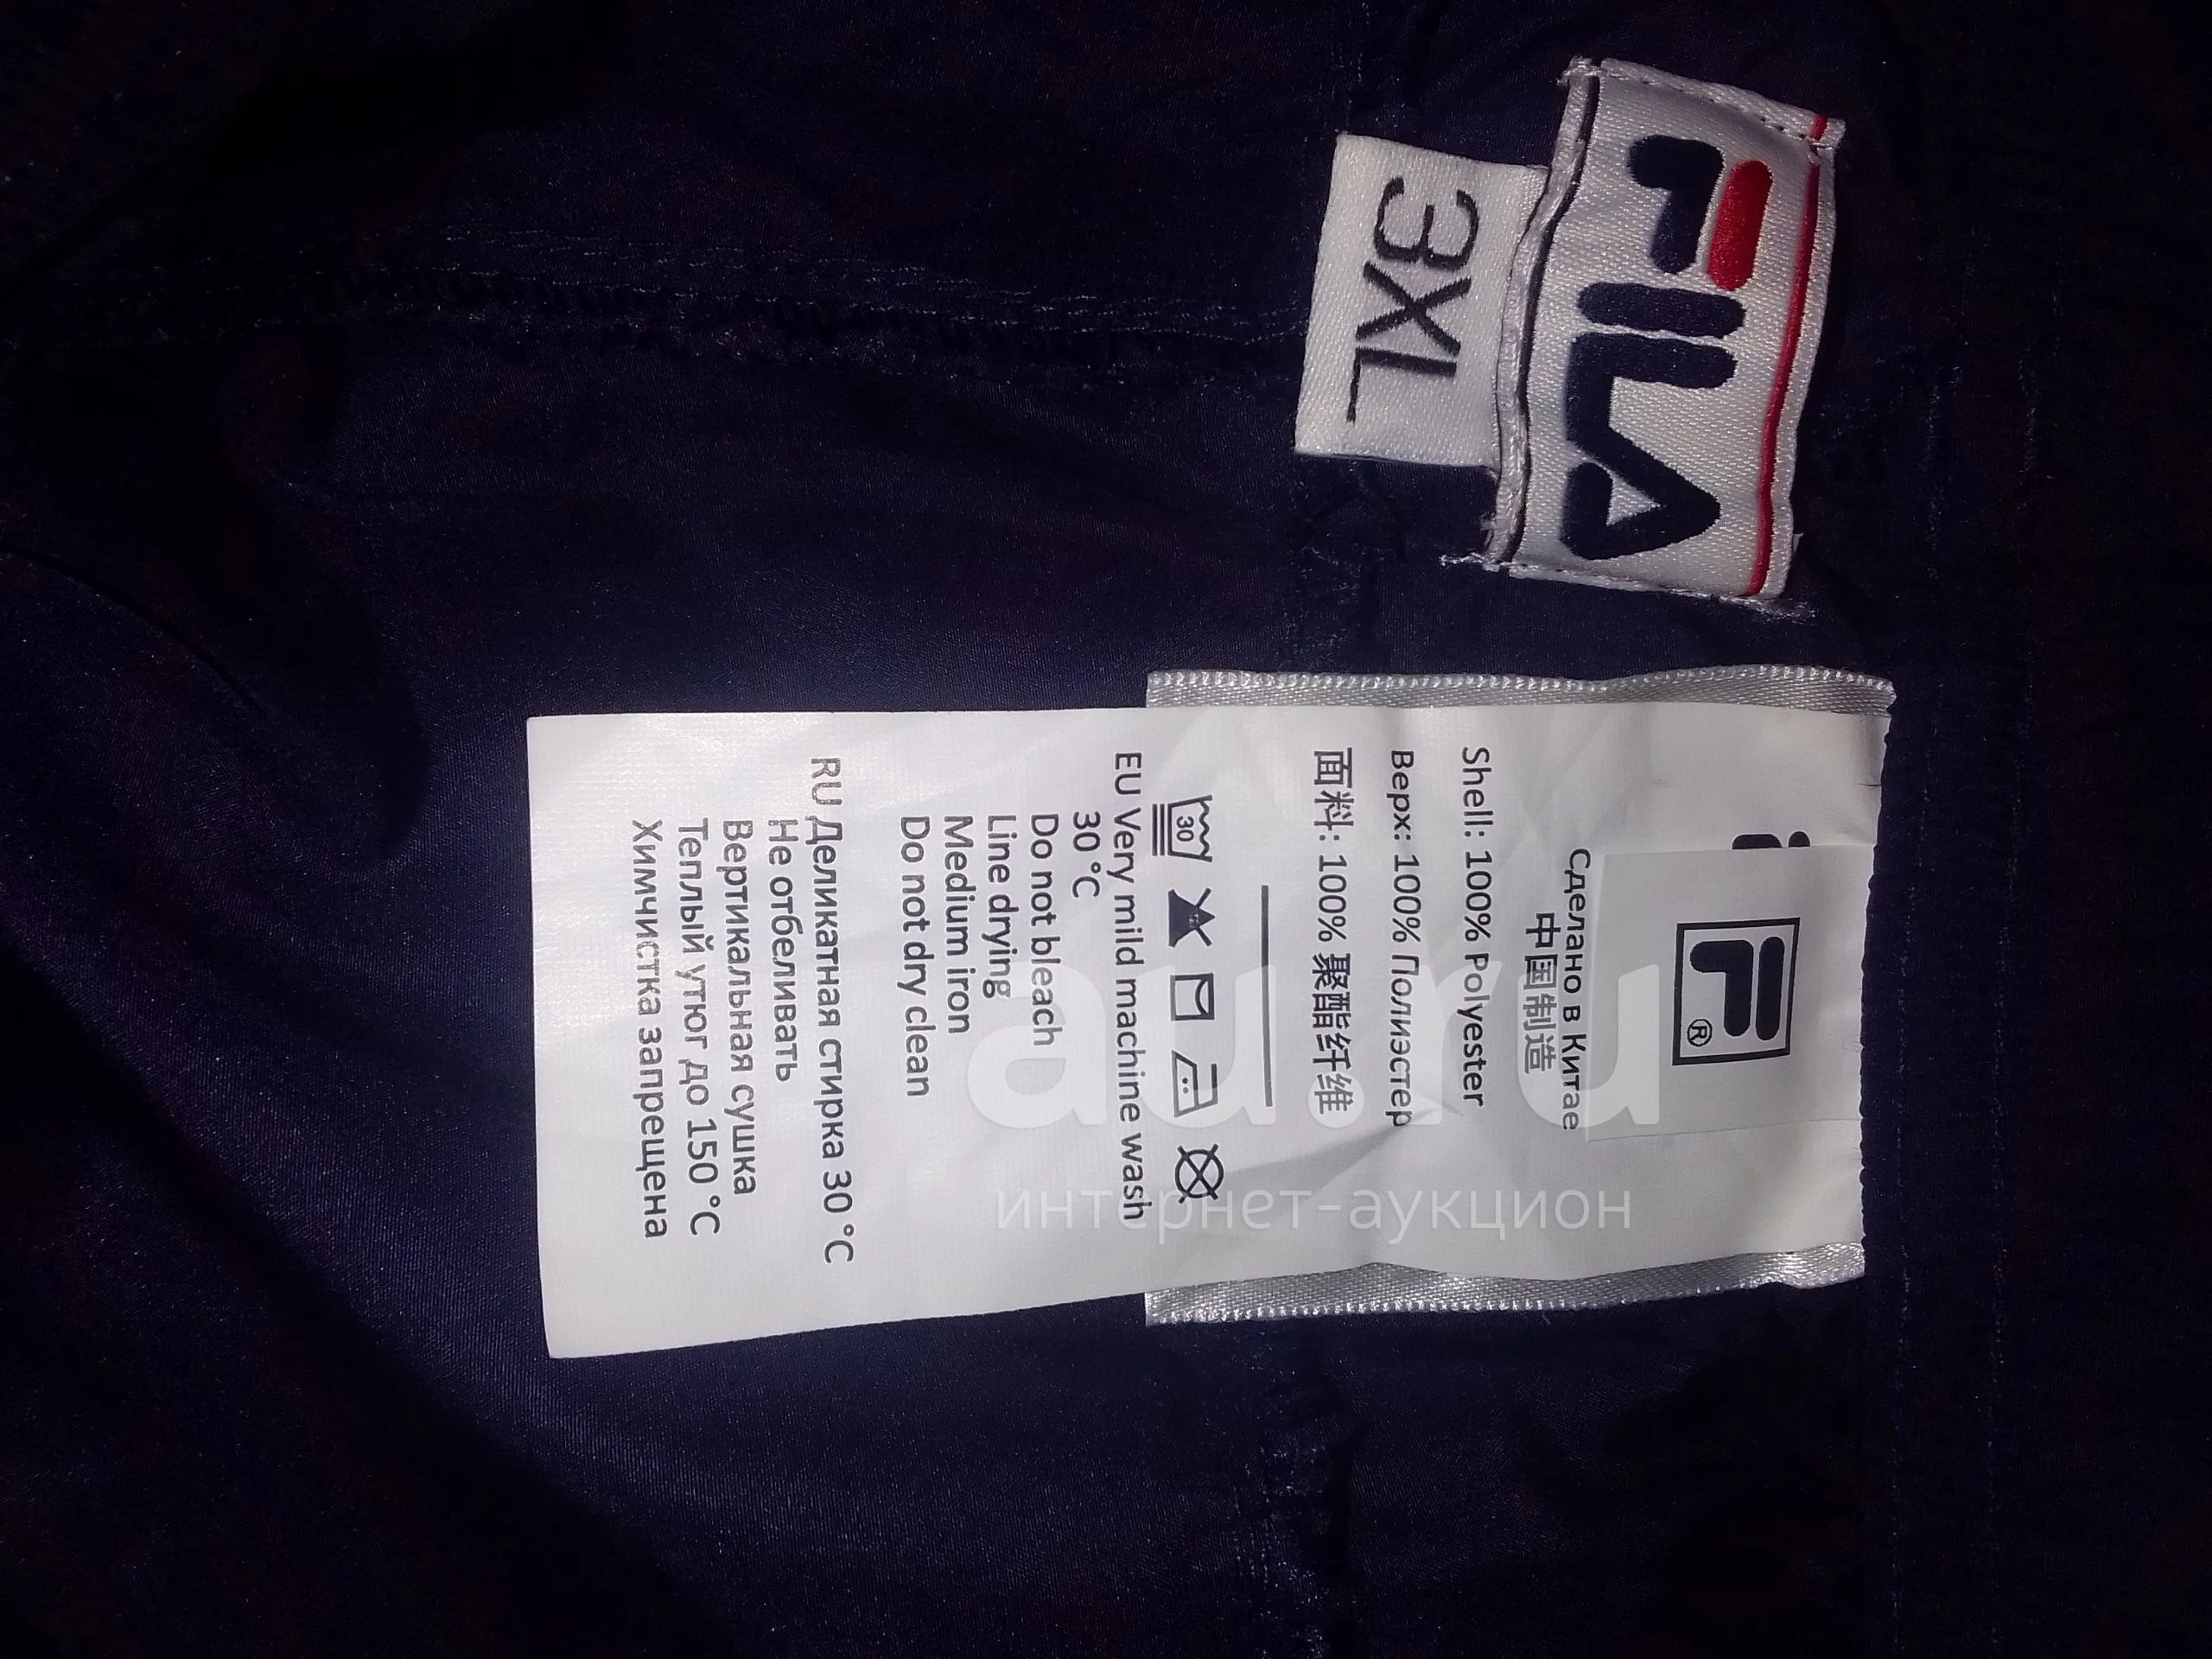 FILA
3XL
F®
Сделано в Китае
中国制造
Shell: 100% Polyester
Верх: 100% Полиэстер
面料: 100% 聚酯纤维
30
EU Very mild machine wash
30 °C
Do not bleach
Line drying
Medium iron
Do not dry clean
RU Деликатная стирка 30 °C
Не отбеливать
Вертикальная сушка
Теплый утюг до 150 °C
Химчистка запрещена
au.ru
интернет-аукцион